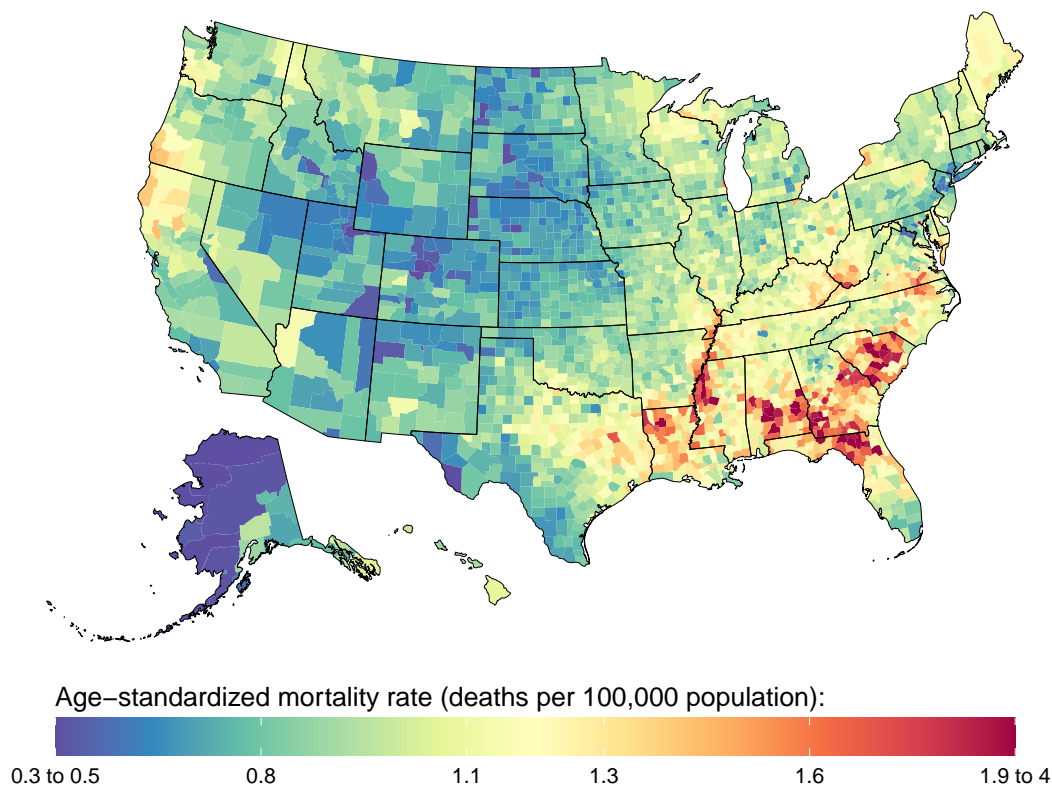 Age−standardized mortality rate (deaths per 100,000 population):
0.3 to 0.5 0.8 1.1 1.3 1.6 1.9 to 4